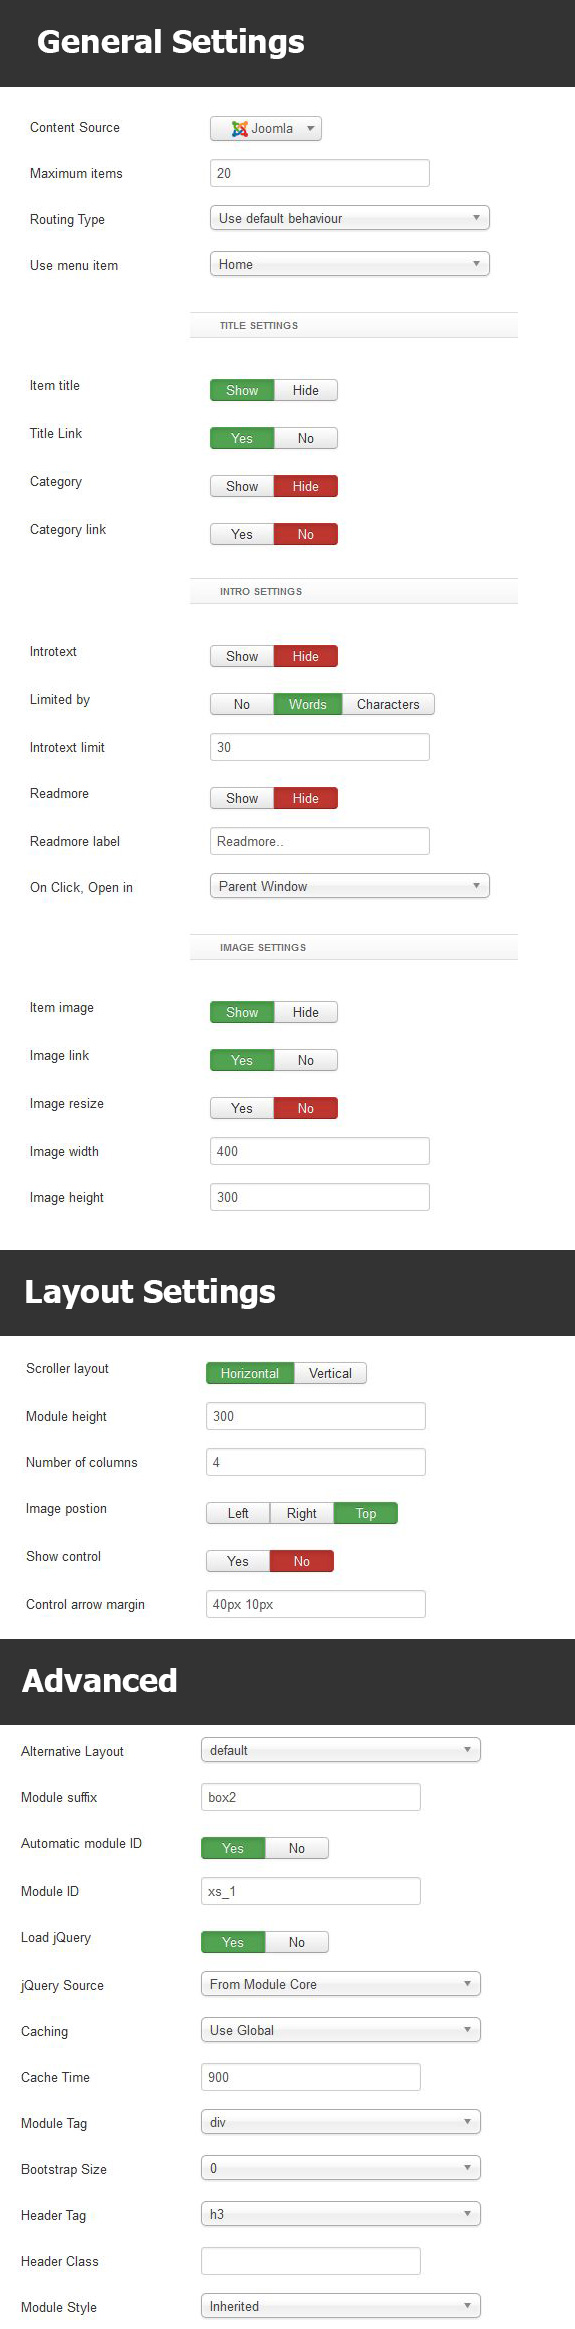 General Settings
Content Source Joomla
Maximum items 20
Routing Type Use default behaviour
Use menu item Home
TITLE SETTINGS
Item title Show Hide
Title Link Yes No
Category Show Hide
Category link Yes No
INTRO SETTINGS
Introtext Show Hide
Limited by No Words Characters
Introtext limit 30
Readmore Show Hide
Readmore label Readmore..
On Click, Open in Parent Window
IMAGE SETTINGS
Item image Show Hide
Image link Yes No
Image resize Yes No
Image width 400
Image height 300
Layout Settings
Scroller layout Horizontal Vertical
Module height 300
Number of columns 4
Image postion Left Right Top
Show control Yes No
Control arrow margin 40px 10px
Advanced
Alternative Layout default
Module suffix box2
Automatic module ID Yes No
Module ID xs_1
Load jQuery Yes No
jQuery Source From Module Core
Caching Use Global
Cache Time 900
Module Tag div
Bootstrap Size 0
Header Tag h3
Header Class
Module Style Inherited